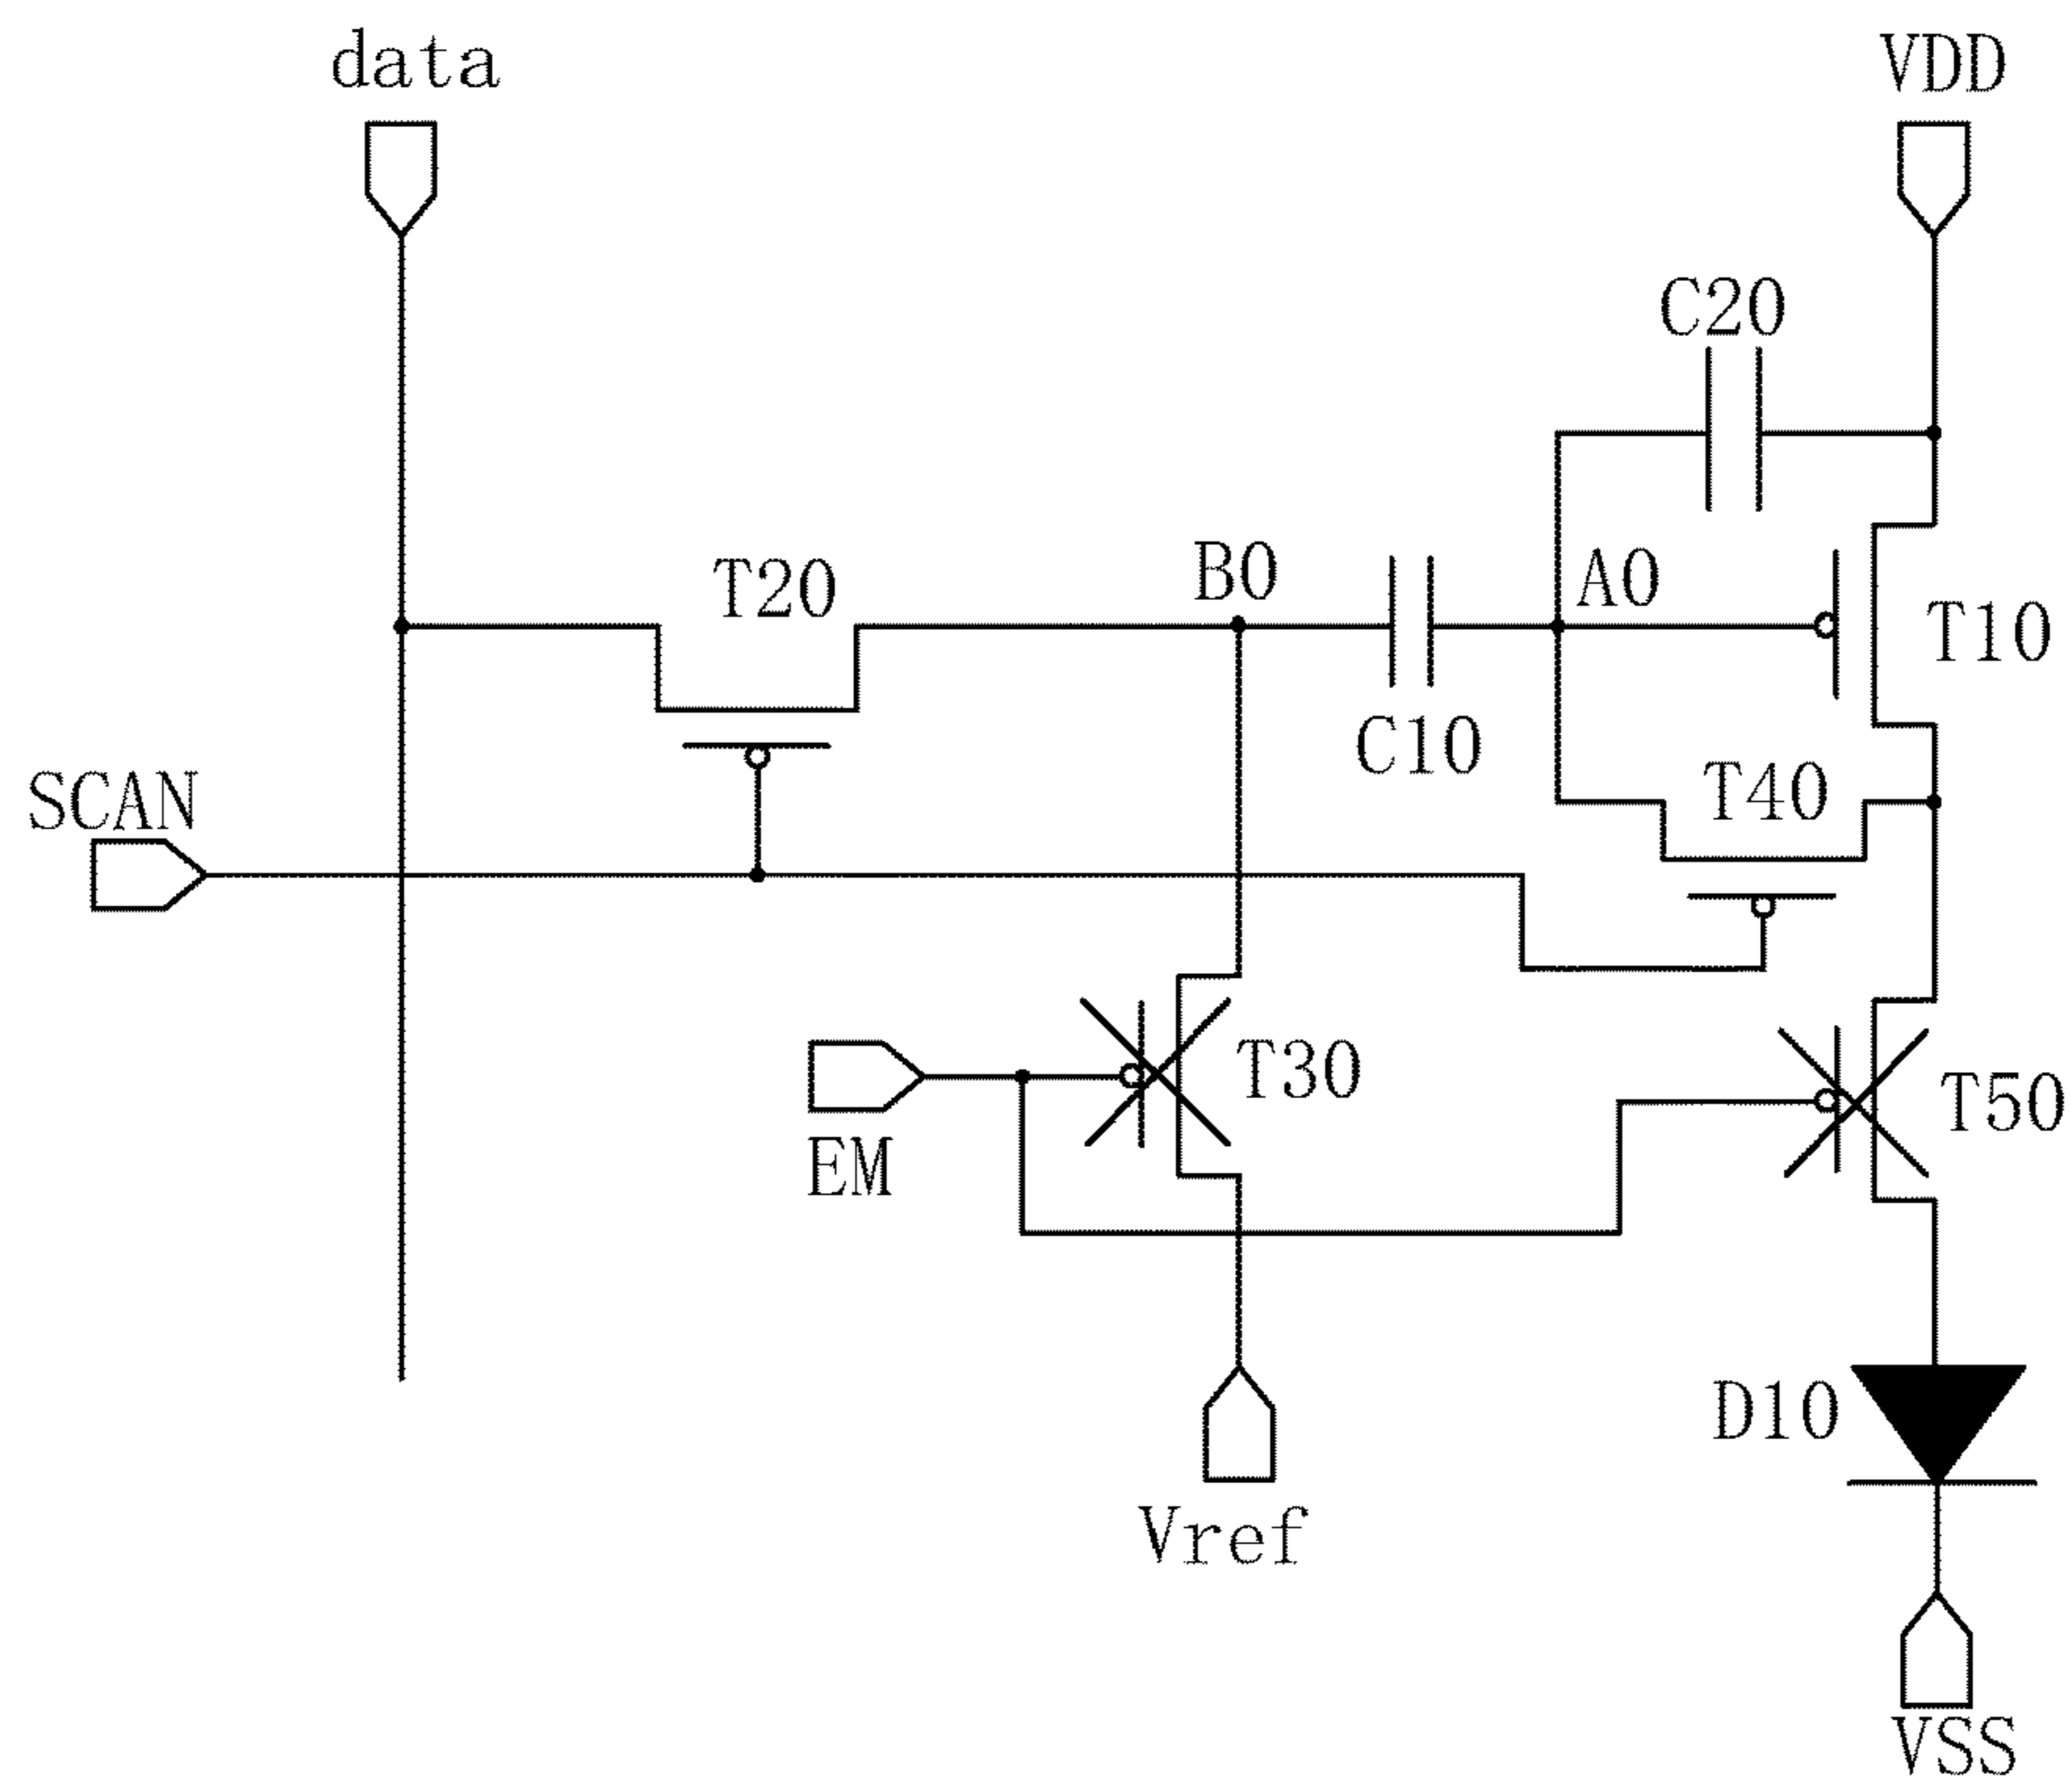 data
VDD
C20
B0
A0
T20
T10
C10
T40
SCAN
T30
T50
EM
D10
Vref
VSS